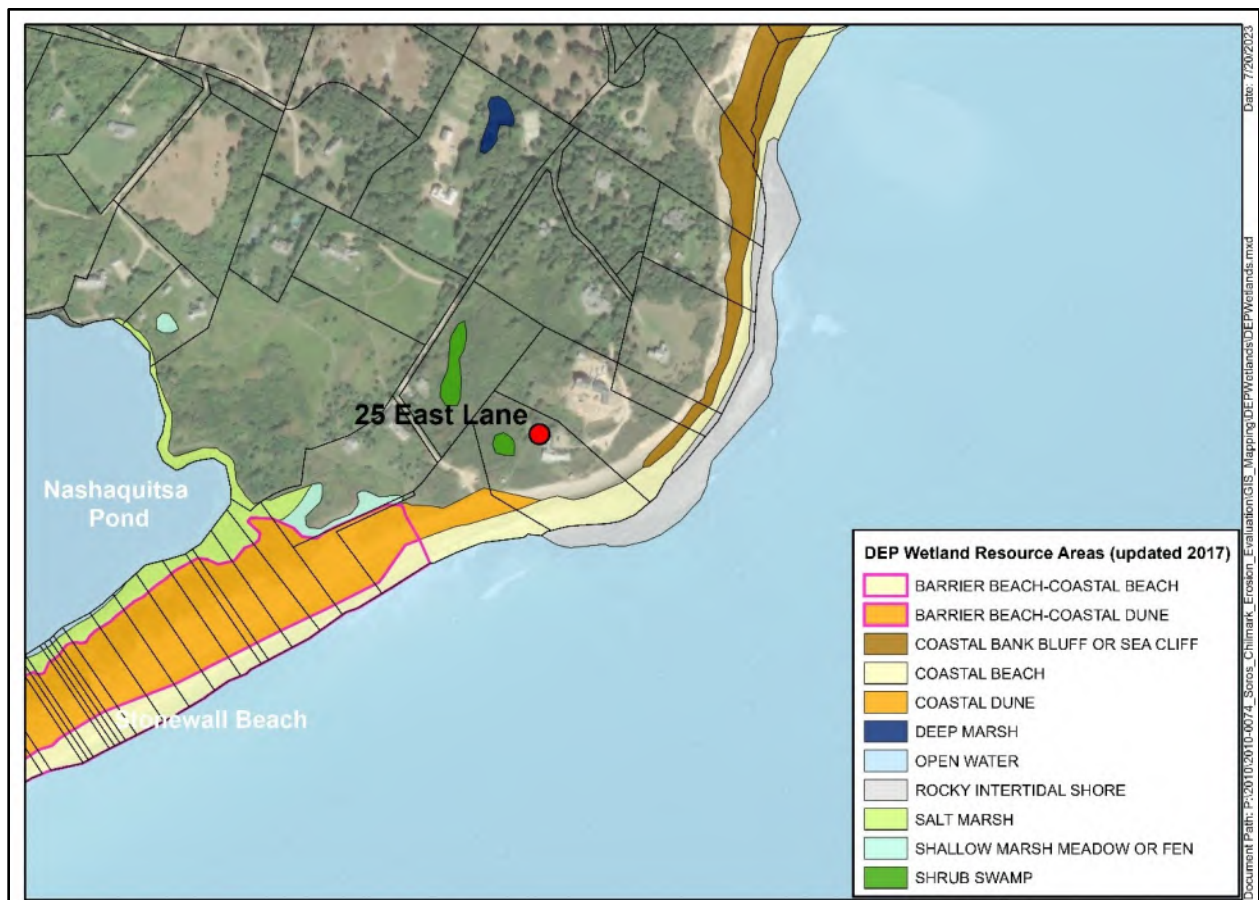 25 East Lane
Nashaquitsa
Pond
Stonewall Beach
DEP Wetland Resource Areas (updated 2017)
BARRIER BEACH-COASTAL BEACH
BARRIER BEACH-COASTAL DUNE
COASTAL BANK BLUFF OR SEA CLIFF
COASTAL BEACH
COASTAL DUNE
DEEP MARSH
OPEN WATER
ROCKY INTERTIDAL SHORE
SALT MARSH
SHALLOW MARSH MEADOW OR FEN
SHRUB SWAMP
Document Path: P:\2010\2010-0074_Soros_Chilmark_Erosion_Evaluation\GIS_Mapping\DEPWetlands\DEPWetlands.mxd
Date: 7/20/2023